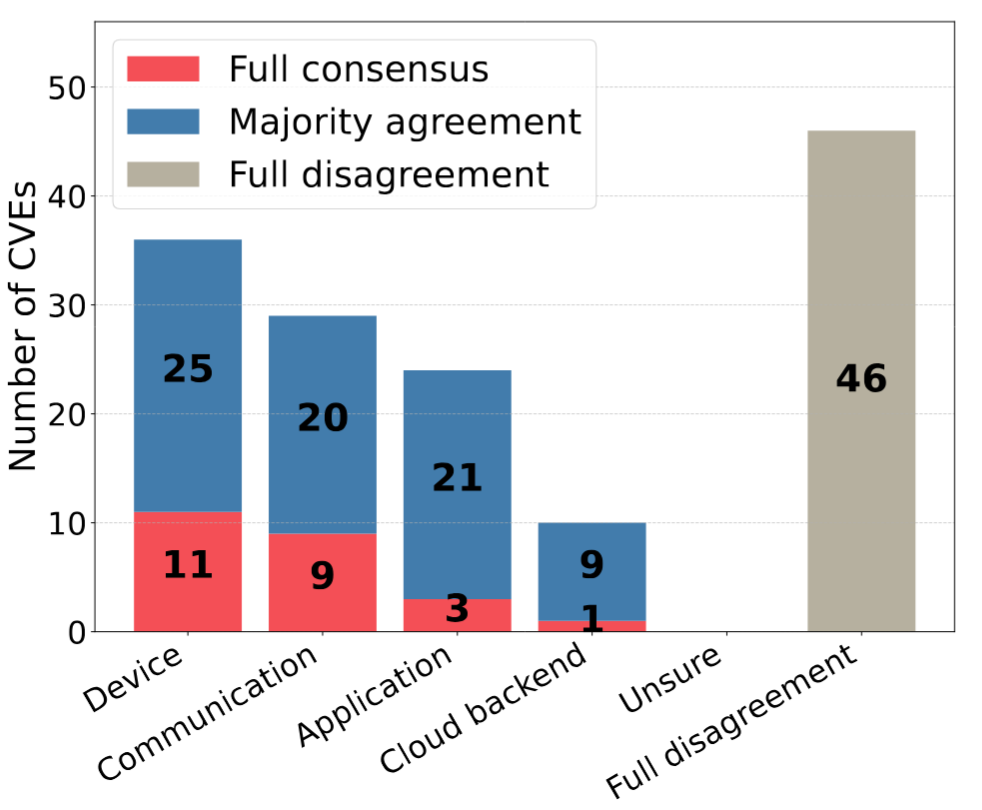 Full consensus
Majority agreement
Full disagreement
Number of CVEs
50
40
30
20
10
0
25
11
20
9
21
3
9
1
46
Device
Communication
Application
Cloud backend
Unsure
Full disagreement